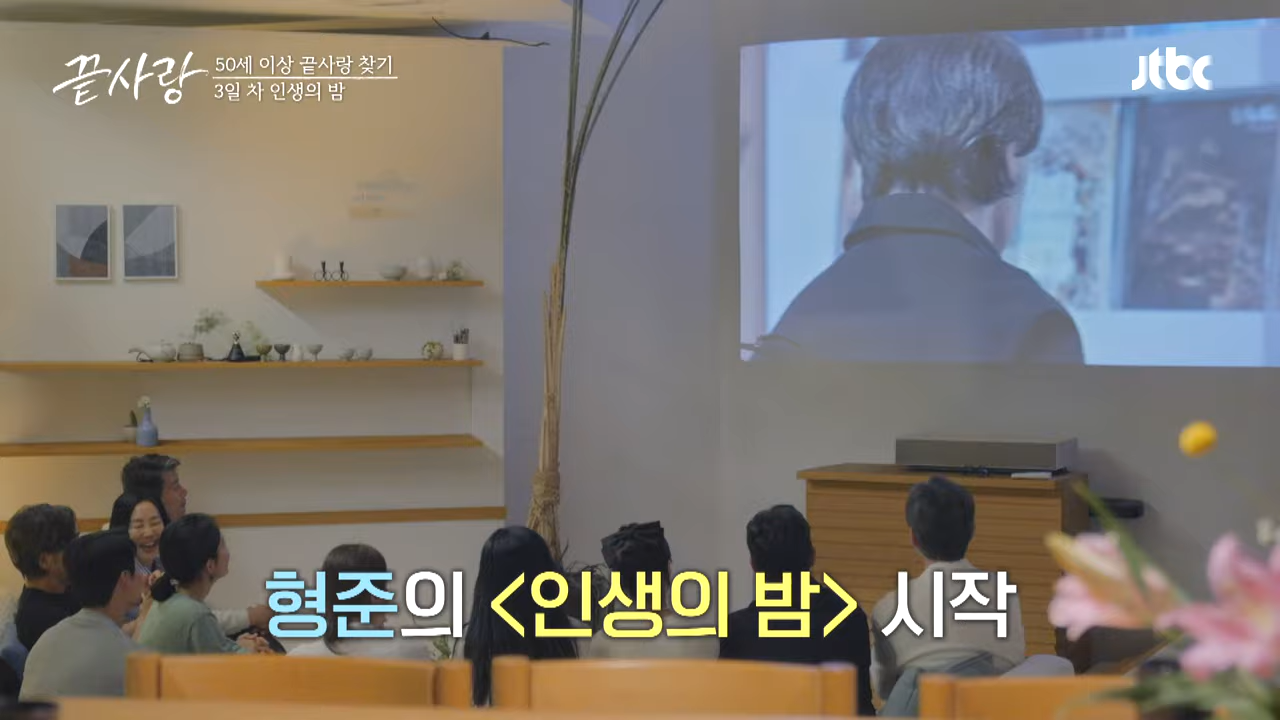 끝사랑
50세 이상 끝사랑 찾기
3일 차 인생의 밤
jtbc
형준의 <인생의 밤> 시작